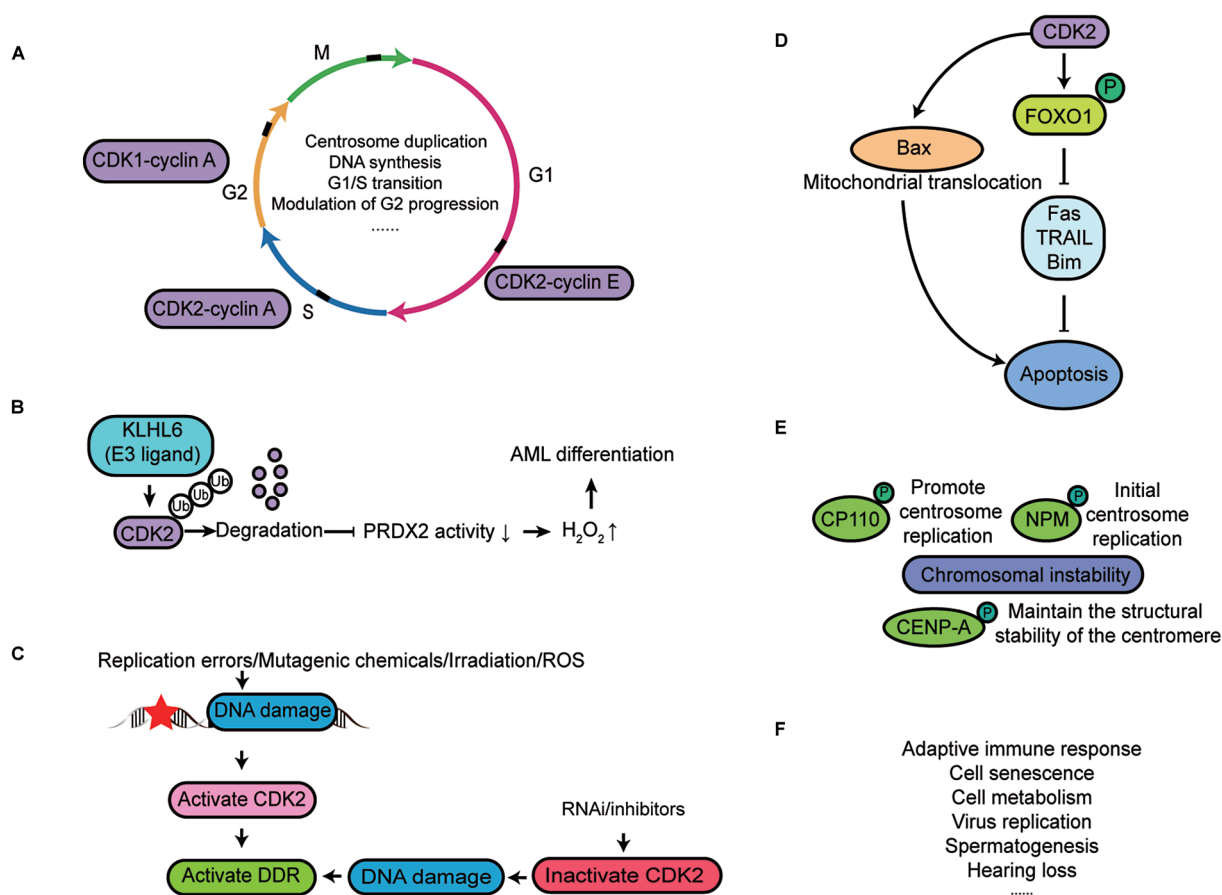 A
M
CDK1-cyclin A
G2
Centrosome duplication
DNA synthesis
G1/S transition
Modulation of G2 progression
......
G1
CDK2-cyclin E
CDK2-cyclin A
S
B
KLHL6
(E3 ligand)
Ub
Ub
Ub
CDK2
Degradation
PRDX2 activity ↓
H₂O₂ ↑
AML differentiation
C
Replication errors/Mutagenic chemicals/Irradiation/ROS
DNA damage
Activate CDK2
RNAi/inhibitors
Activate DDR
DNA damage
Inactivate CDK2
D
CDK2
P
FOXO1
Bax
Mitochondrial translocation
Fas
TRAIL
Bim
Apoptosis
E
CP110
P
Promote
centrosome
replication
NPM
P
Initial
centrosome
replication
Chromosomal instability
CENP-A
P
Maintain the structural
stability of the centromere
F
Adaptive immune response
Cell senescence
Cell metabolism
Virus replication
Spermatogenesis
Hearing loss
......